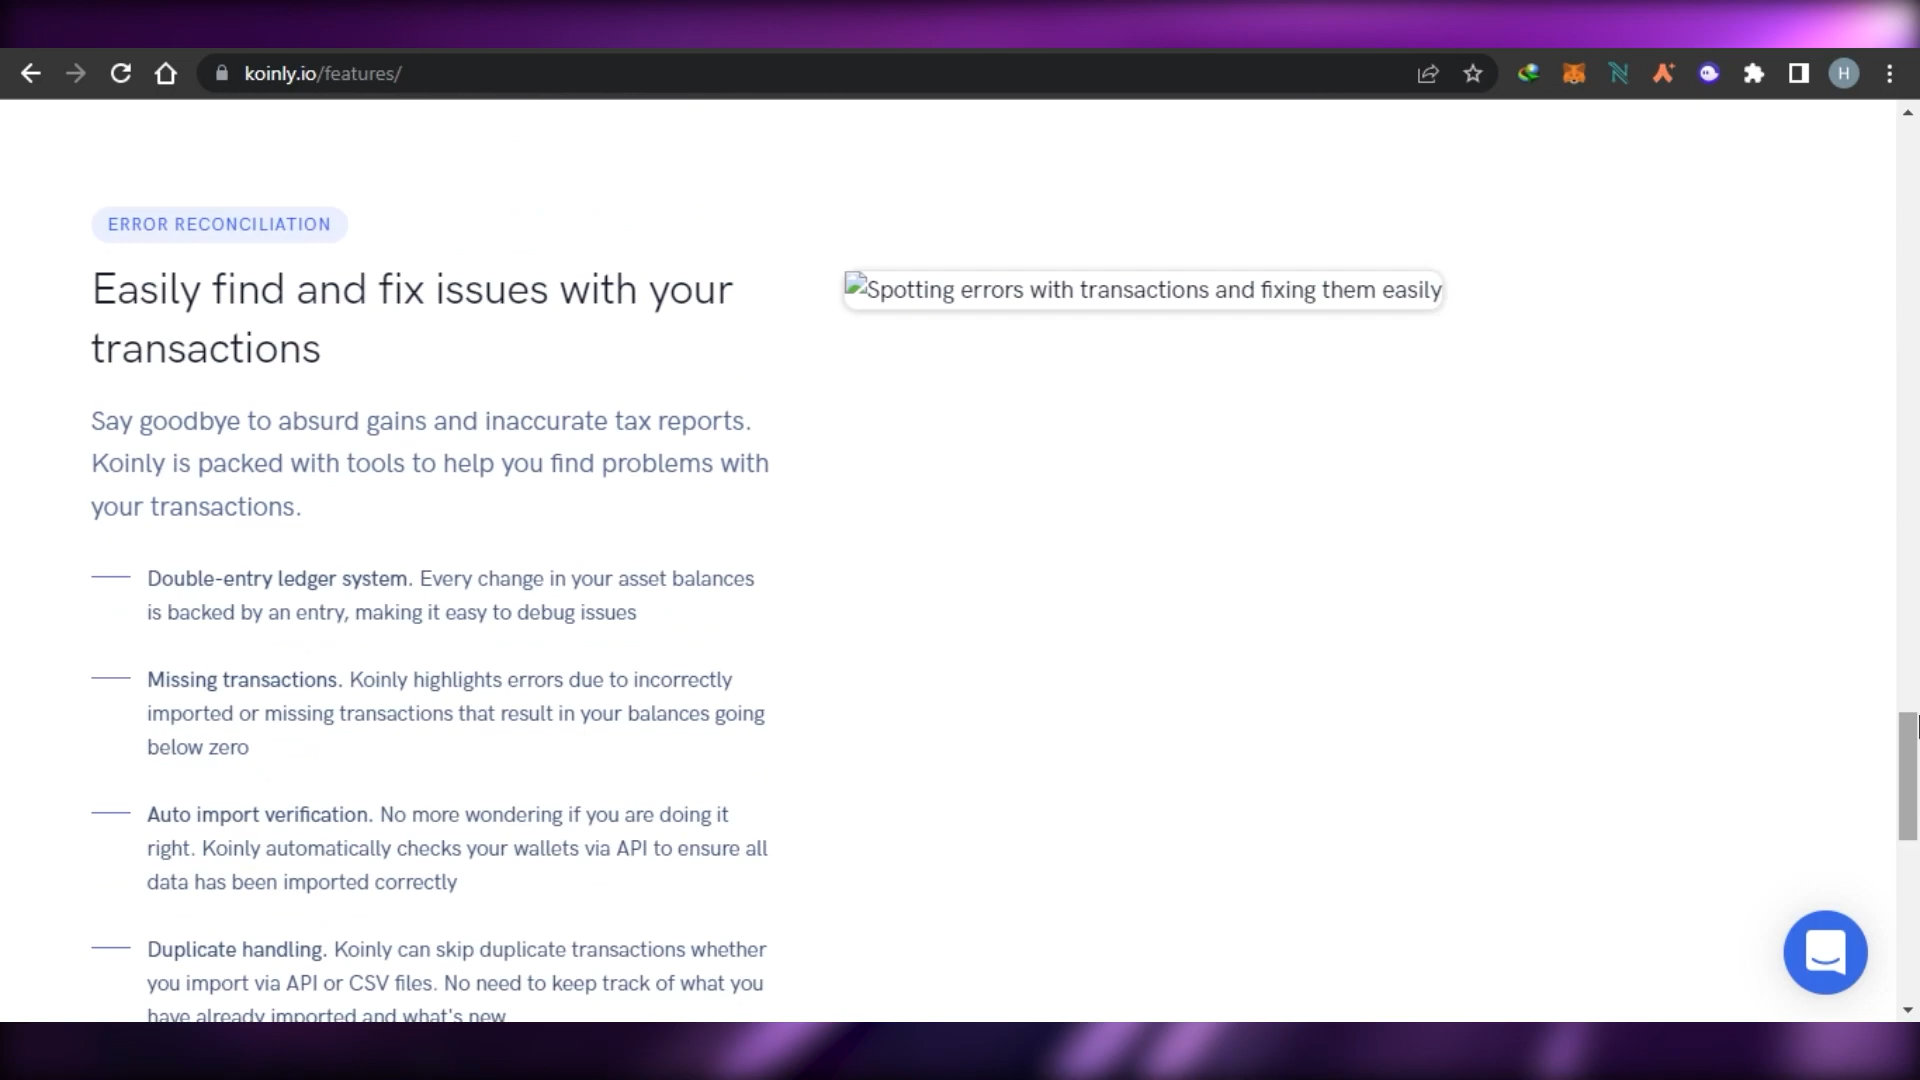 koinly.io/features/
H
ERROR RECONCILIATION
Easily find and fix issues with your
transactions
Say goodbye to absurd gains and inaccurate tax reports.
Koinly is packed with tools to help you find problems with
your transactions.
Double-entry ledger system. Every change in your asset balances
is backed by an entry, making it easy to debug issues
Missing transactions. Koinly highlights errors due to incorrectly
imported or missing transactions that result in your balances going
below zero
Auto import verification. No more wondering if you are doing it
right. Koinly automatically checks your wallets via API to ensure all
data has been imported correctly
Duplicate handling. Koinly can skip duplicate transactions whether
you import via API or CSV files. No need to keep track of what you
have already imported and what's new
Spotting errors with transactions and fixing them easily